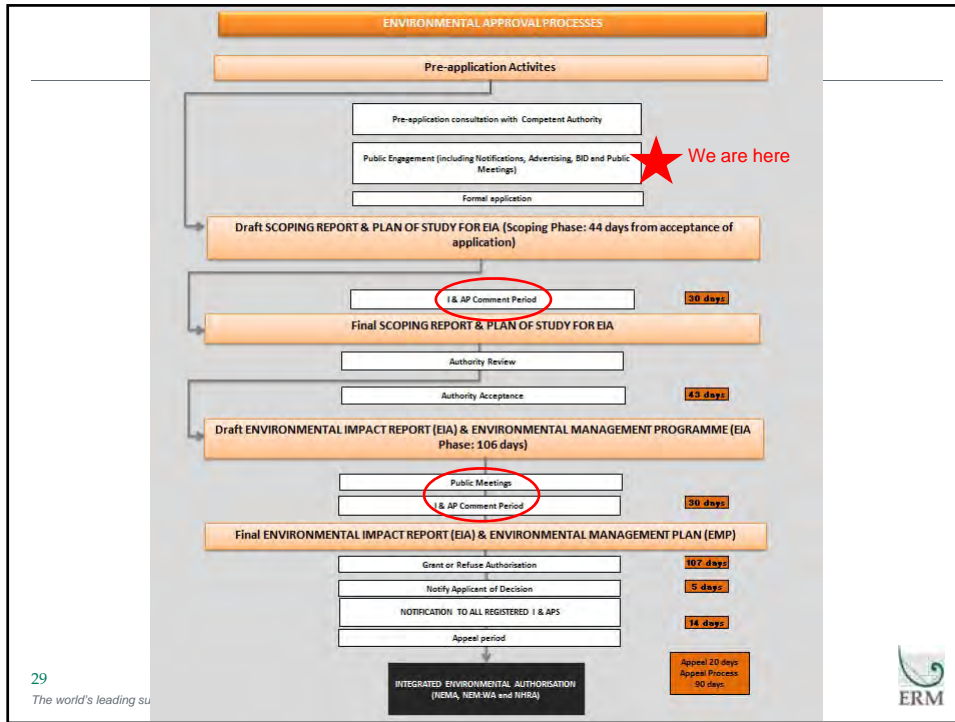 ENVIRONMENTAL APPROVAL PROCESSES
Pre-application Activites
Pre-application consultation with Competent Authority
Public Engagement (including Notifications, Advertising, BID and Public
Meetings)
We are here
Formal application
Draft SCOPING REPORT & PLAN OF STUDY FOR EIA (Scoping Phase: 44 days from acceptance of
application)
I & AP Comment Period
30 days
Final SCOPING REPORT & PLAN OF STUDY FOR EIA
Authority Review
Authority Acceptance
43 days
Draft ENVIRONMENTAL IMPACT REPORT (EIA) & ENVIRONMENTAL MANAGEMENT PROGRAMME (EIA
Phase: 106 days)
Public Meetings
I & AP Comment Period
30 days
Final ENVIRONMENTAL IMPACT REPORT (EIA) & ENVIRONMENTAL MANAGEMENT PLAN (EMP)
Grant or Refuse Authorisation
107 days
Notify Applicant of Decision
5 days
NOTIFICATION TO ALL REGISTERED I & APS
14 days
Appeal period
Appeal 20 days
Appeal Process
90 days
INTEGRATED ENVIRONMENTAL AUTHORISATION
(NEMA, NEM:WA and NHRA)
29
The world's leading su
ERM